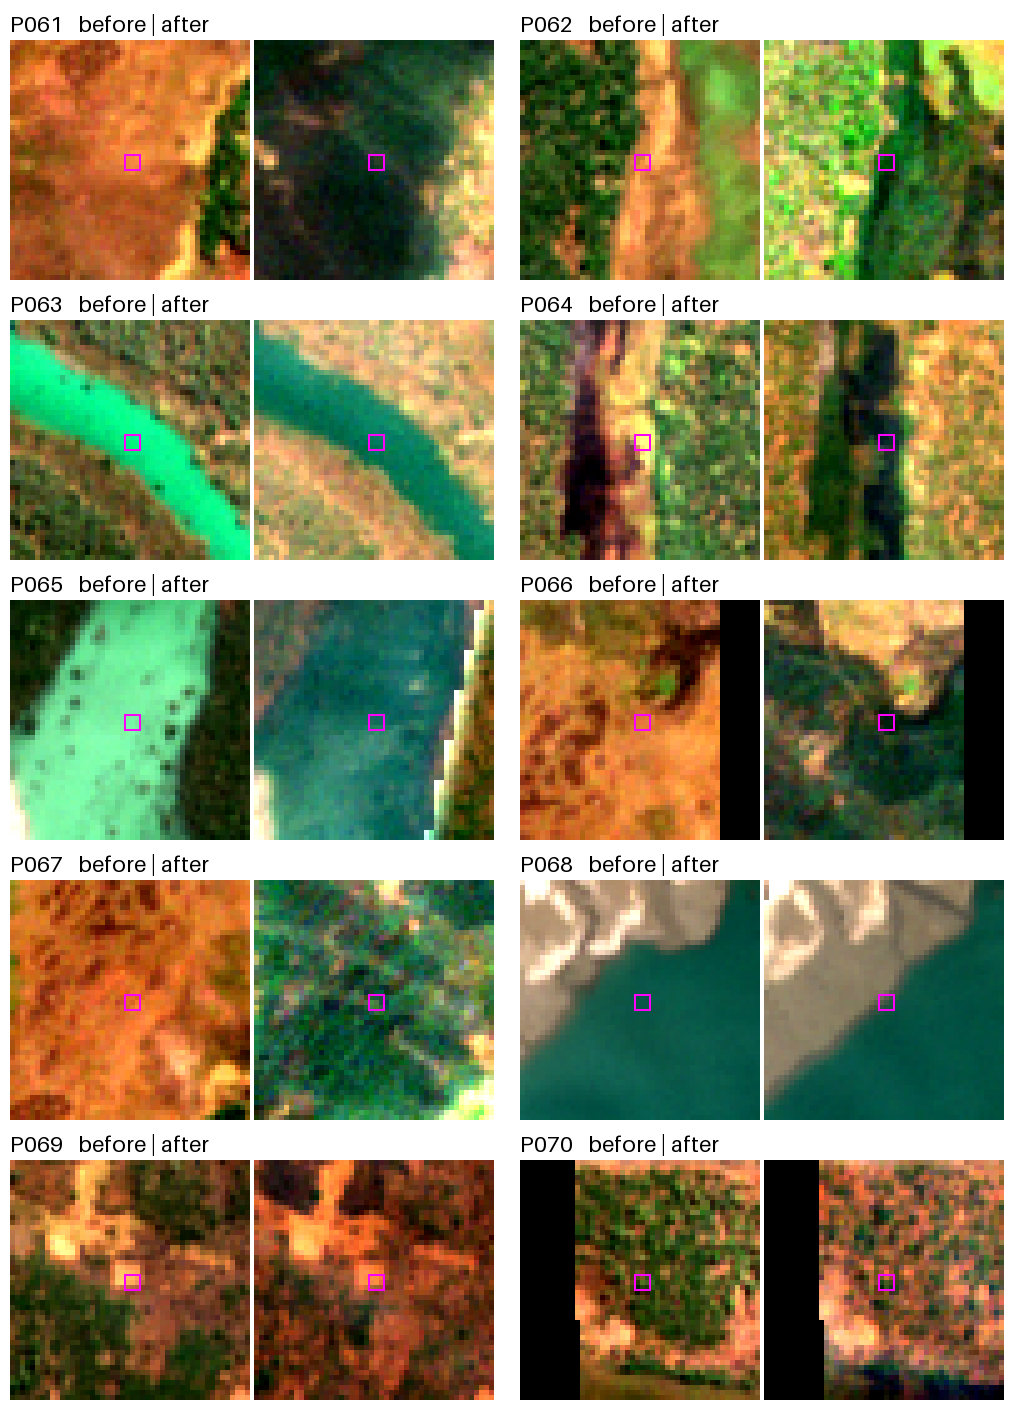 P061 before | after
P062 before | after
P063 before | after
P064 before | after
P065 before | after
P066 before | after
P067 before | after
P068 before | after
P069 before | after
P070 before | after